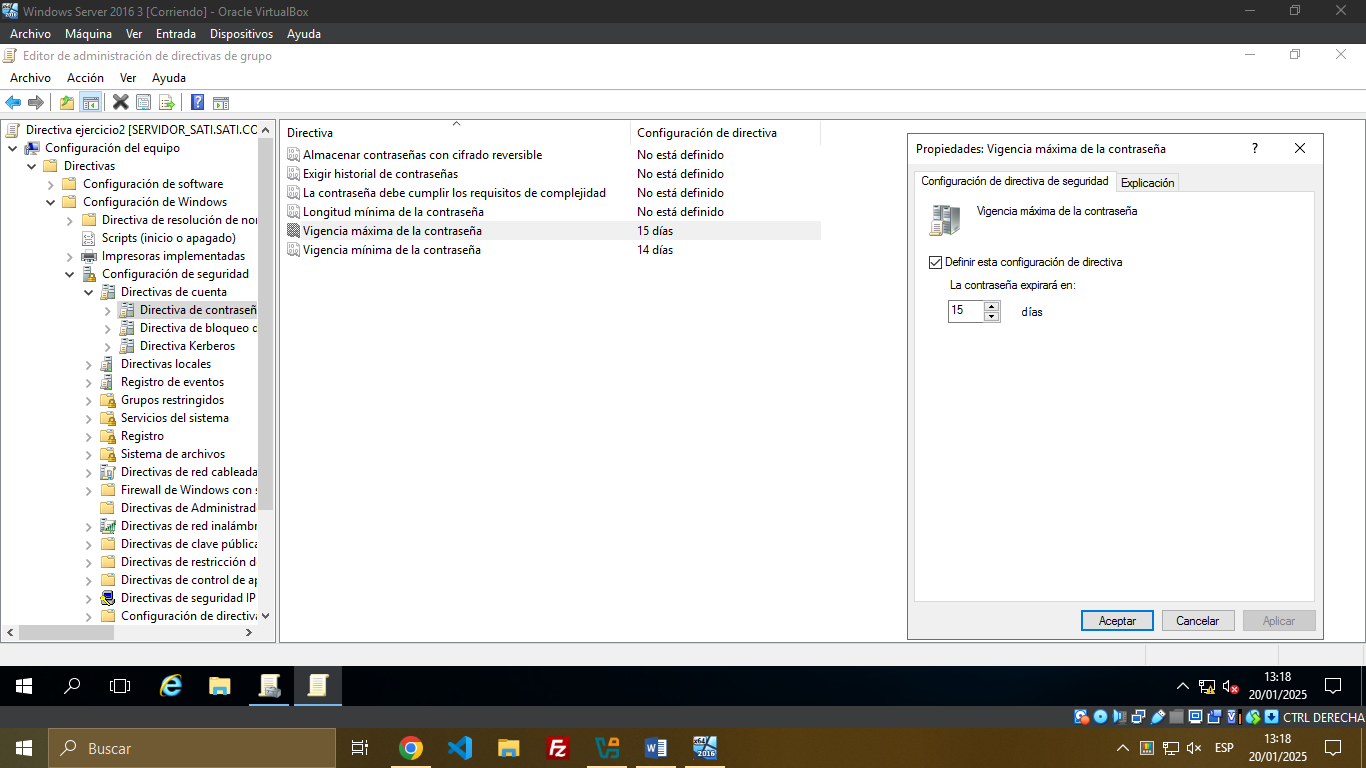 Windows Server 2016 3 [Corriendo] - Oracle VirtualBox
Archivo Máquina Ver Entrada Dispositivos Ayuda
Editor de administración de directivas de grupo
Archivo Acción Ver Ayuda
Directiva ejercicio2 [SERVIDOR_SATI.SATI.CO
Configuración del equipo
Directivas
Configuración de software
Configuración de Windows
Directiva de resolución de nor
Scripts (inicio o apagado)
Impresoras implementadas
Configuración de seguridad
Directivas de cuenta
Directiva de contraseñ
Directiva de bloqueo d
Directiva Kerberos
Directivas locales
Registro de eventos
Grupos restringidos
Servicios del sistema
Registro
Sistema de archivos
Directivas de red cableada
Firewall de Windows con s
Directivas de Administrad
Directivas de red inalámbr
Directivas de clave pública
Directivas de restricción d
Directivas de control de ap
Directivas de seguridad IP
Configuración de directiva
Directiva Configuración de directiva
Almacenar contraseñas con cifrado reversible No está definido
Exigir historial de contraseñas No está definido
La contraseña debe cumplir los requisitos de complejidad No está definido
Longitud mínima de la contraseña No está definido
Vigencia máxima de la contraseña 15 días
Vigencia mínima de la contraseña 14 días
Propiedades: Vigencia máxima de la contraseña ?
Configuración de directiva de seguridad Explicación
Vigencia máxima de la contraseña
Definir esta configuración de directiva
La contraseña expirará en:
15 días
Aceptar Cancelar Aplicar
13:18
20/01/2025
CTRL DERECHA
Buscar
ESP
13:18
20/01/2025